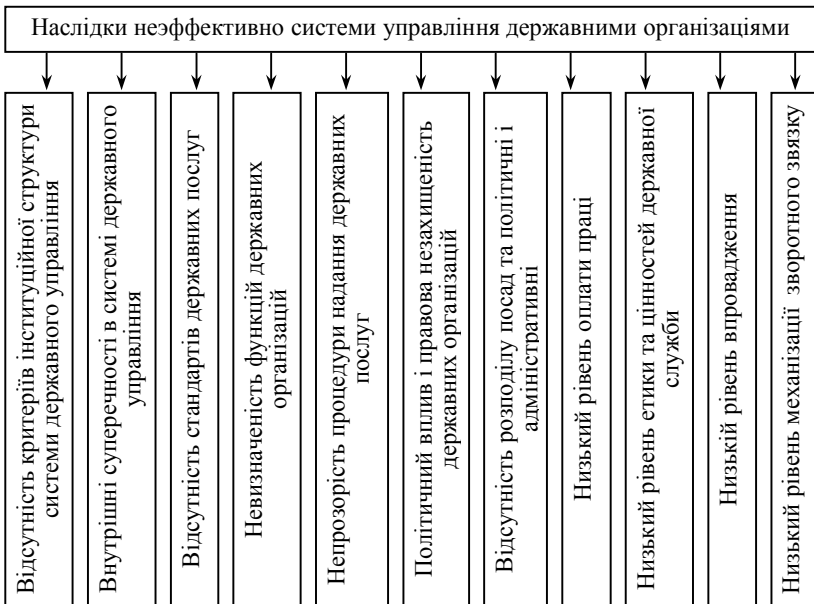 Наслідки неэффективно системи управління державними організаціями
Відсутність критеріїв інституційної структури
системи державного управління
Внутрішні суперечності в системі державного
управління
Відсутність стандартів державних послуг
Невизначеність функцій державних
організацій
Непрозорість процедури надання державних
послуг
Політичний вплив і правова незахищеність
державних організацій
Відсутність розподілу посад та політичні і
адміністративні
Низький рівень оплати праці
Низький рівень етики та цінностей державної
служби
Низькій рівень впровадження
Низький рівень механізації зворотного звязку